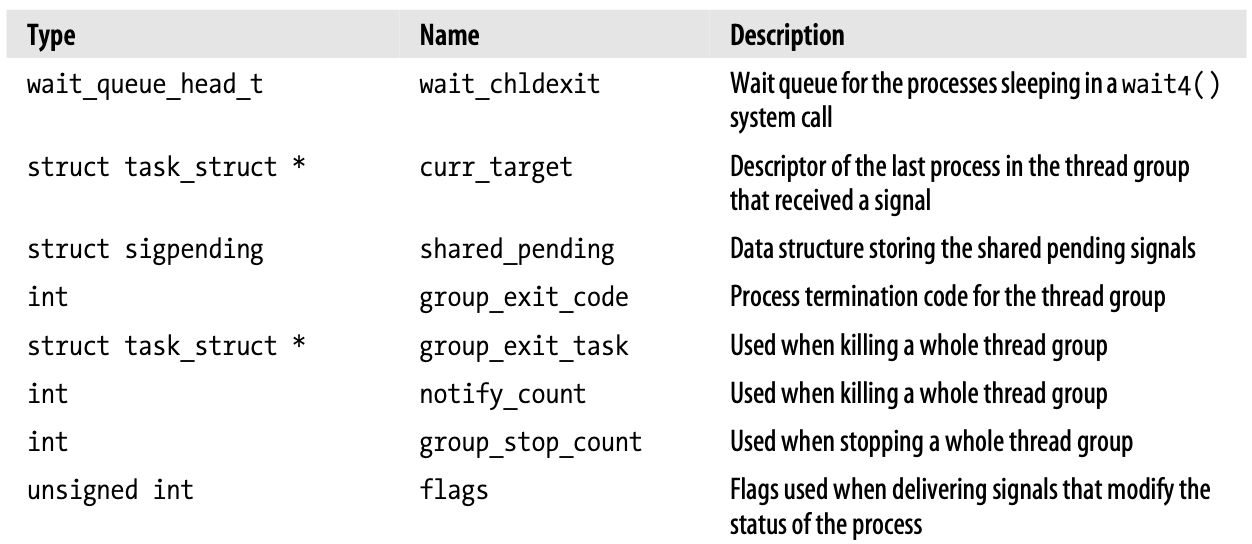 Type Name Description
wait_queue_head_t wait_chldexit Wait queue for the processes sleeping in a wait4()
system call
struct task_struct * curr_target Descriptor of the last process in the thread group
that received a signal
struct sigpending shared_pending Data structure storing the shared pending signals
int group_exit_code Process termination code for the thread group
struct task_struct * group_exit_task Used when killing a whole thread group
int notify_count Used when killing a whole thread group
int group_stop_count Used when stopping a whole thread group
unsigned int flags Flags used when delivering signals that modify the
status of the process